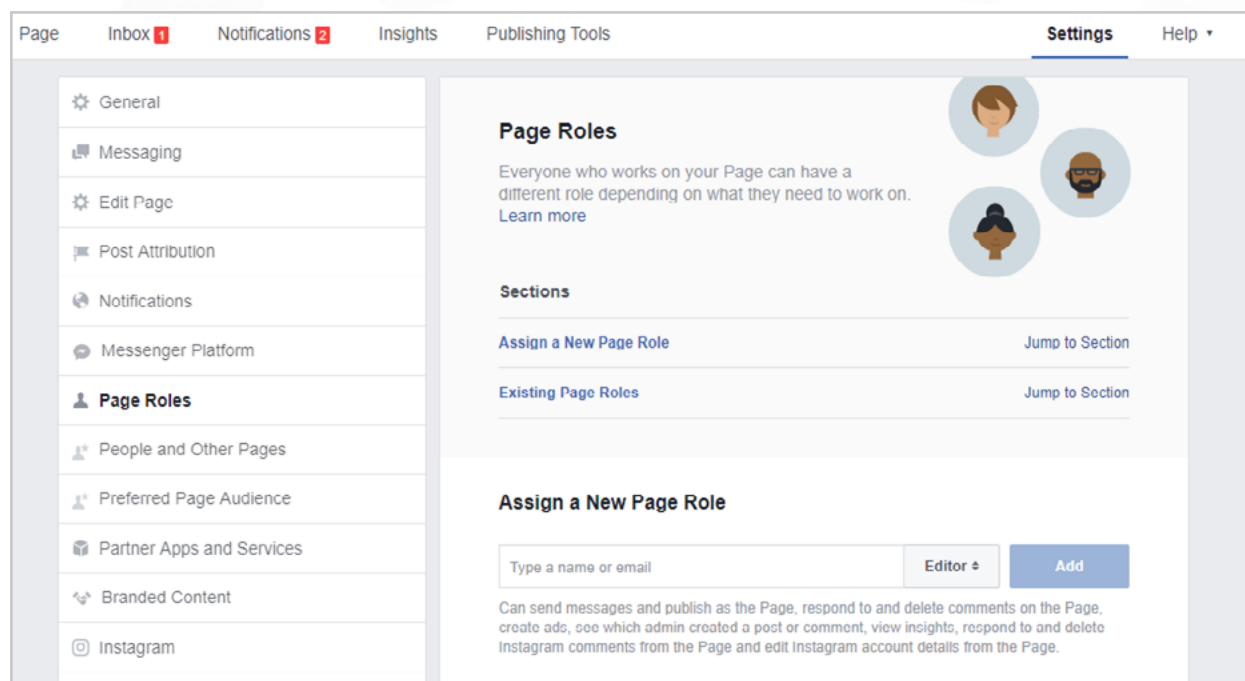 Page Inbox 1 Notifications 2 Insights Publishing Tools Settings Help
General
Messaging
Edit Page
Post Attribution
Notifications
Messenger Platform
Page Roles
People and Other Pages
Preferred Page Audience
Partner Apps and Services
Branded Content
Instagram
Page Roles
Everyone who works on your Page can have a
different role depending on what they need to work on.
Learn more
Sections
Assign a New Page Role Jump to Section
Existing Page Roles Jump to Section
Assign a New Page Role
Type a name or email Editor Add
Can send messages and publish as the Page, respond to and delete comments on the Page,
create ads, see which admin created a post or comment, view insights, respond to and delete
Instagram comments from the Page and edit Instagram account details from the Page.